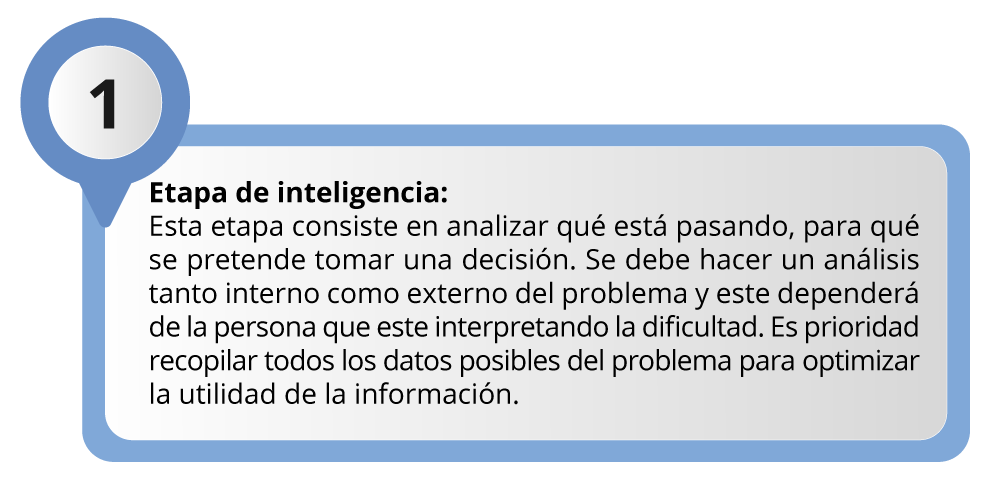 1
Etapa de inteligencia:
Esta etapa consiste en analizar qué está pasando, para qué
se pretende tomar una decisión. Se debe hacer un análisis
tanto interno como externo del problema y este dependerá
de la persona que este interpretando la dificultad. Es prioridad
recopilar todos los datos posibles del problema para optimizar
la utilidad de la información.